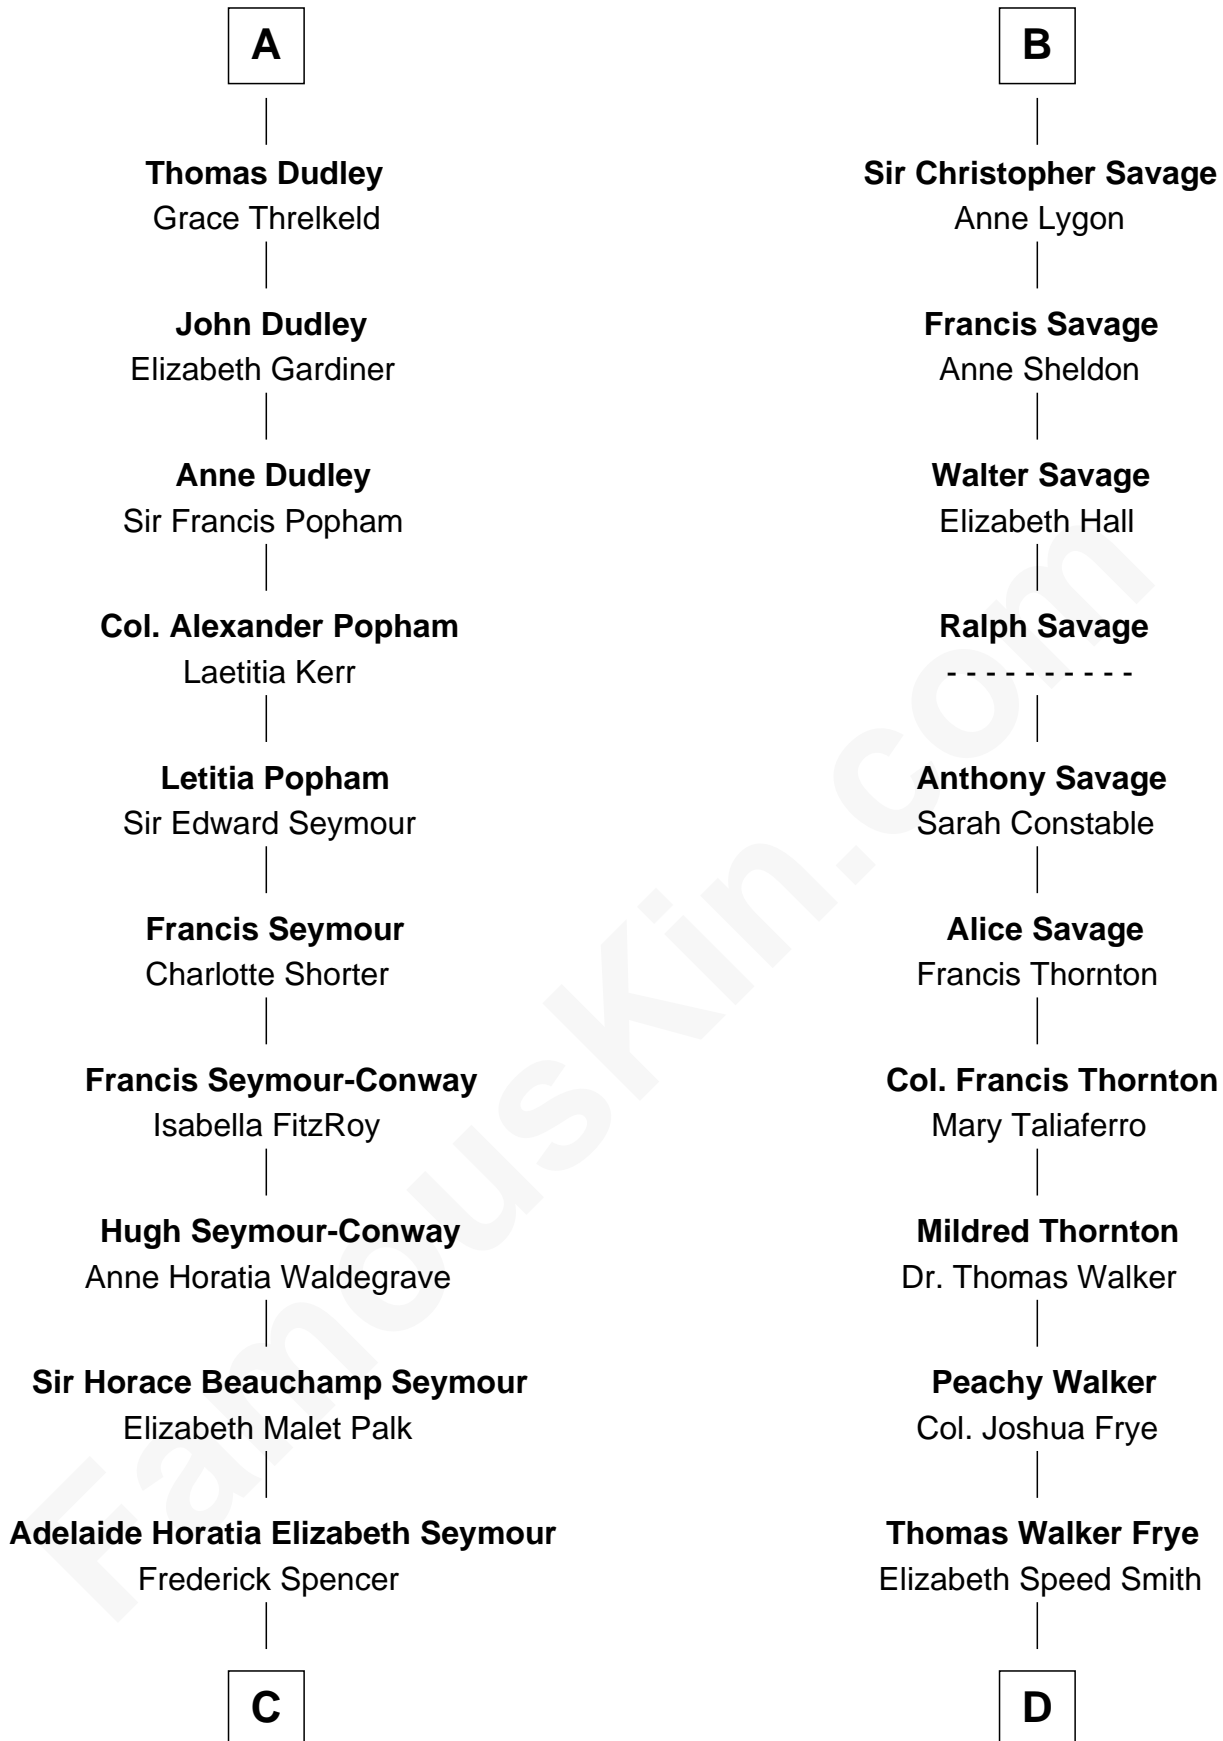 A
Thomas Dudley
Grace Threlkeld
John Dudley
Elizabeth Gardiner
Anne Dudley
Sir Francis Popham
Col. Alexander Popham
Laetitia Kerr
Letitia Popham
Sir Edward Seymour
Francis Seymour
Charlotte Shorter
Francis Seymour-Conway
Isabella FitzRoy
Hugh Seymour-Conway
Anne Horatia Waldegrave
Sir Horace Beauchamp Seymour
Elizabeth Malet Palk
Adelaide Horatia Elizabeth Seymour
Frederick Spencer
C
B
Sir Christopher Savage
Anne Lygon
Francis Savage
Anne Sheldon
Walter Savage
Elizabeth Hall
Ralph Savage
- - - - - - - - - -
Anthony Savage
Sarah Constable
Alice Savage
Francis Thornton
Col. Francis Thornton
Mary Taliaferro
Mildred Thornton
Dr. Thomas Walker
Peachy Walker
Col. Joshua Frye
Thomas Walker Frye
Elizabeth Speed Smith
D
FamousKin.com